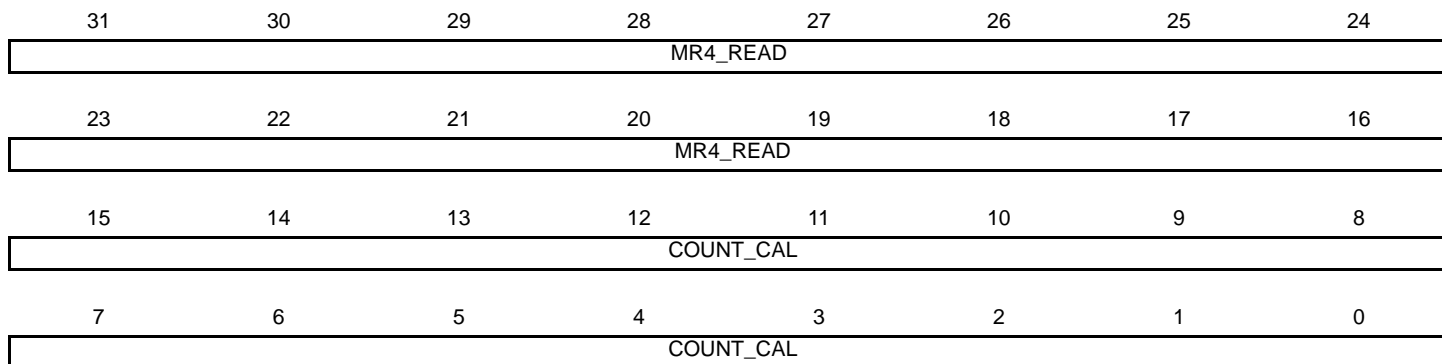 31 30 29 28 27 26 25 24
MR4_READ
23 22 21 20 19 18 17 16
MR4_READ
15 14 13 12 11 10 9 8
COUNT_CAL
7 6 5 4 3 2 1 0
COUNT_CAL